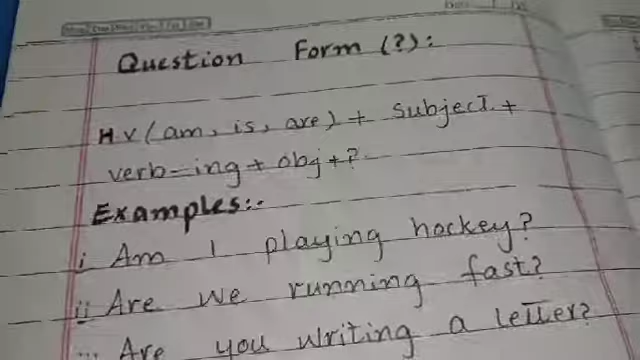 Question Form (?):
H.V (am, is, are) + subject +
verb-ing + obj + ?
Examples:-
i Am I playing hockey?
ii Are we running fast?
... Are you writing a letter?